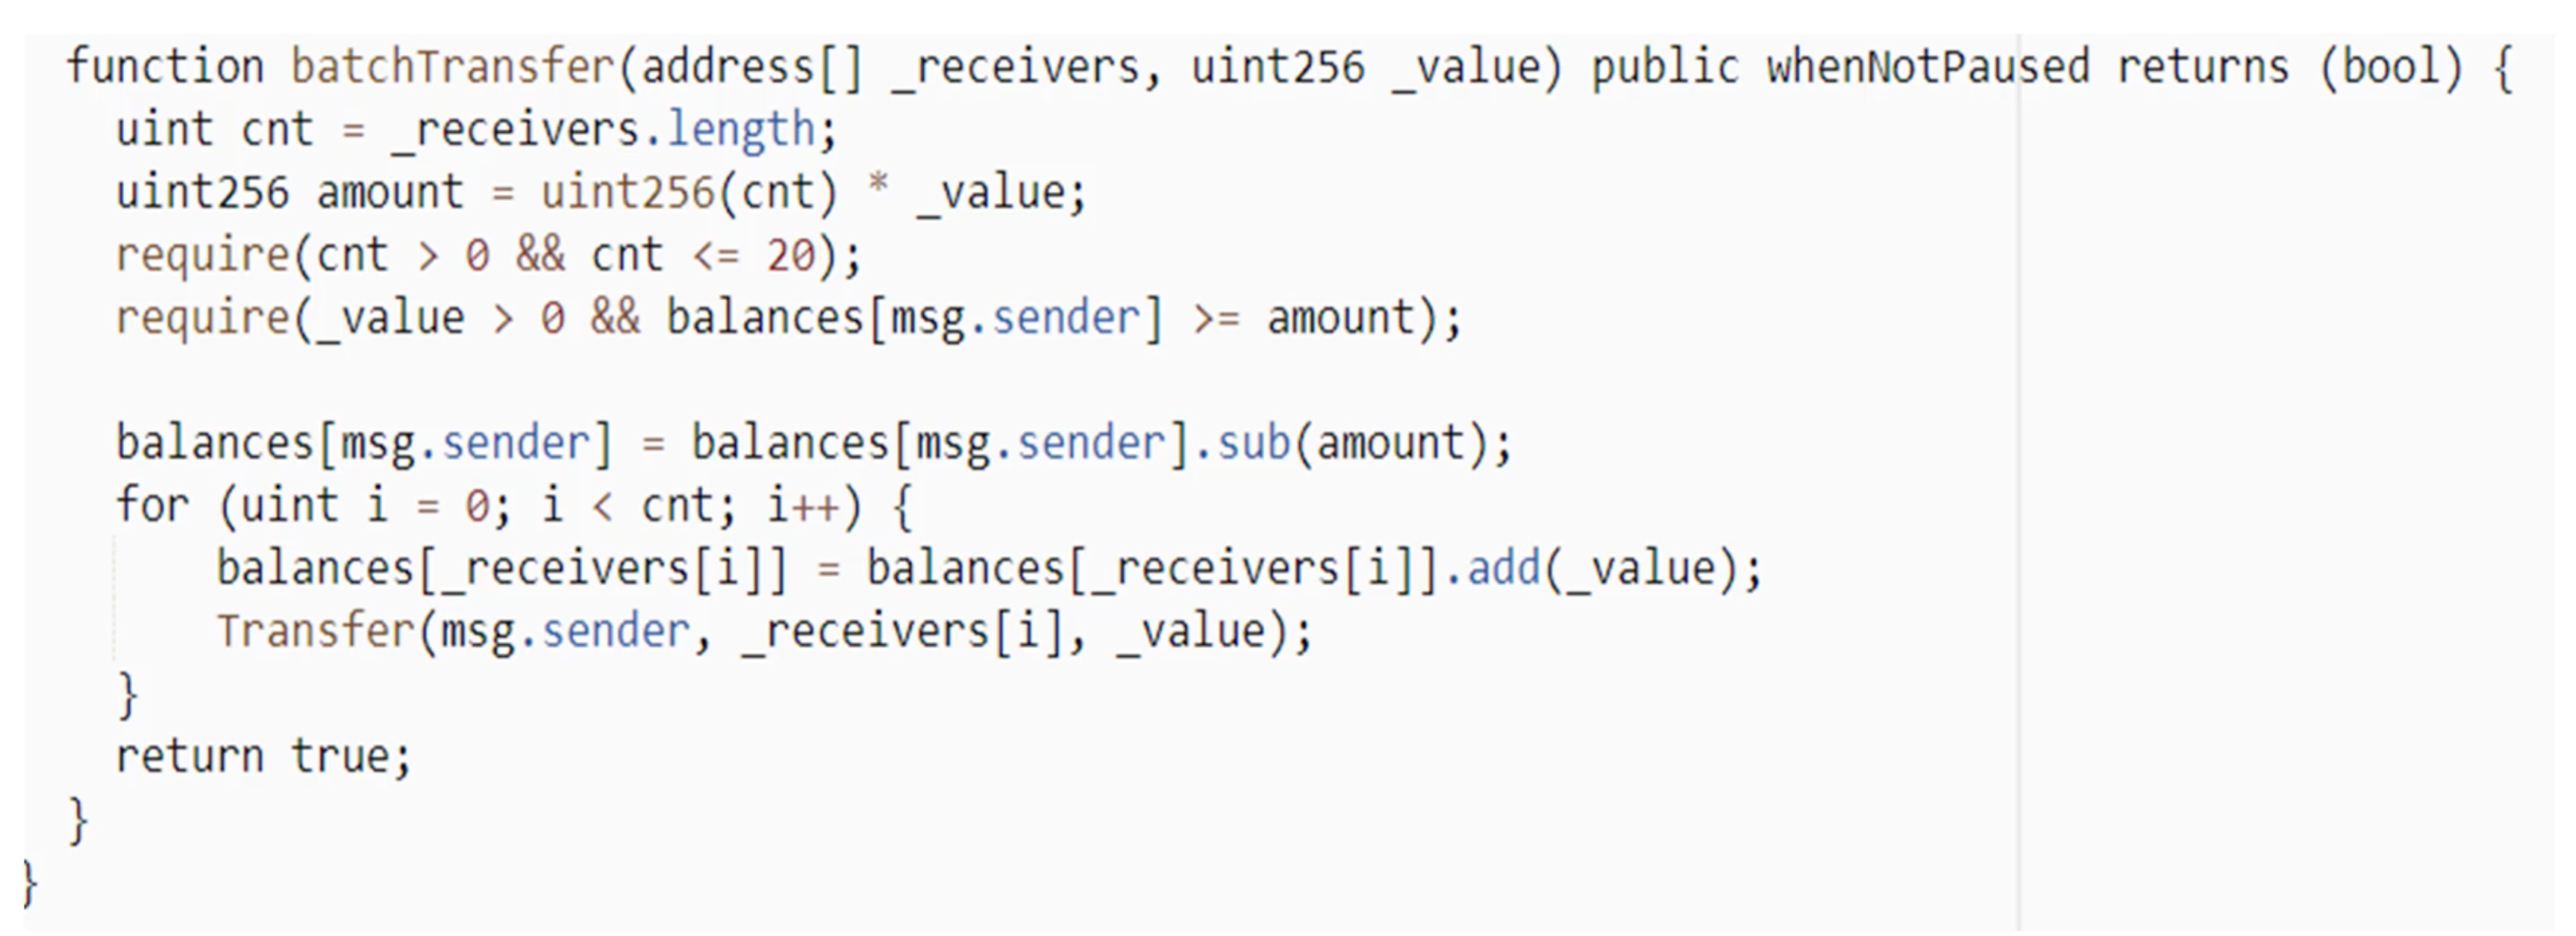 function batchTransfer(address[] _receivers, uint256 _value) public whenNotPaused returns (bool) {
uint cnt = _receivers.length;
uint256 amount = uint256(cnt) * _value;
require(cnt > 0 && cnt <= 20);
require(_value > 0 && balances[msg.sender] >= amount);
balances[msg.sender] = balances[msg.sender].sub(amount);
for (uint i = 0; i < cnt; i++) {
balances[_receivers[i]] = balances[_receivers[i]].add(_value);
Transfer(msg.sender, _receivers[i], _value);
}
return true;
}
}